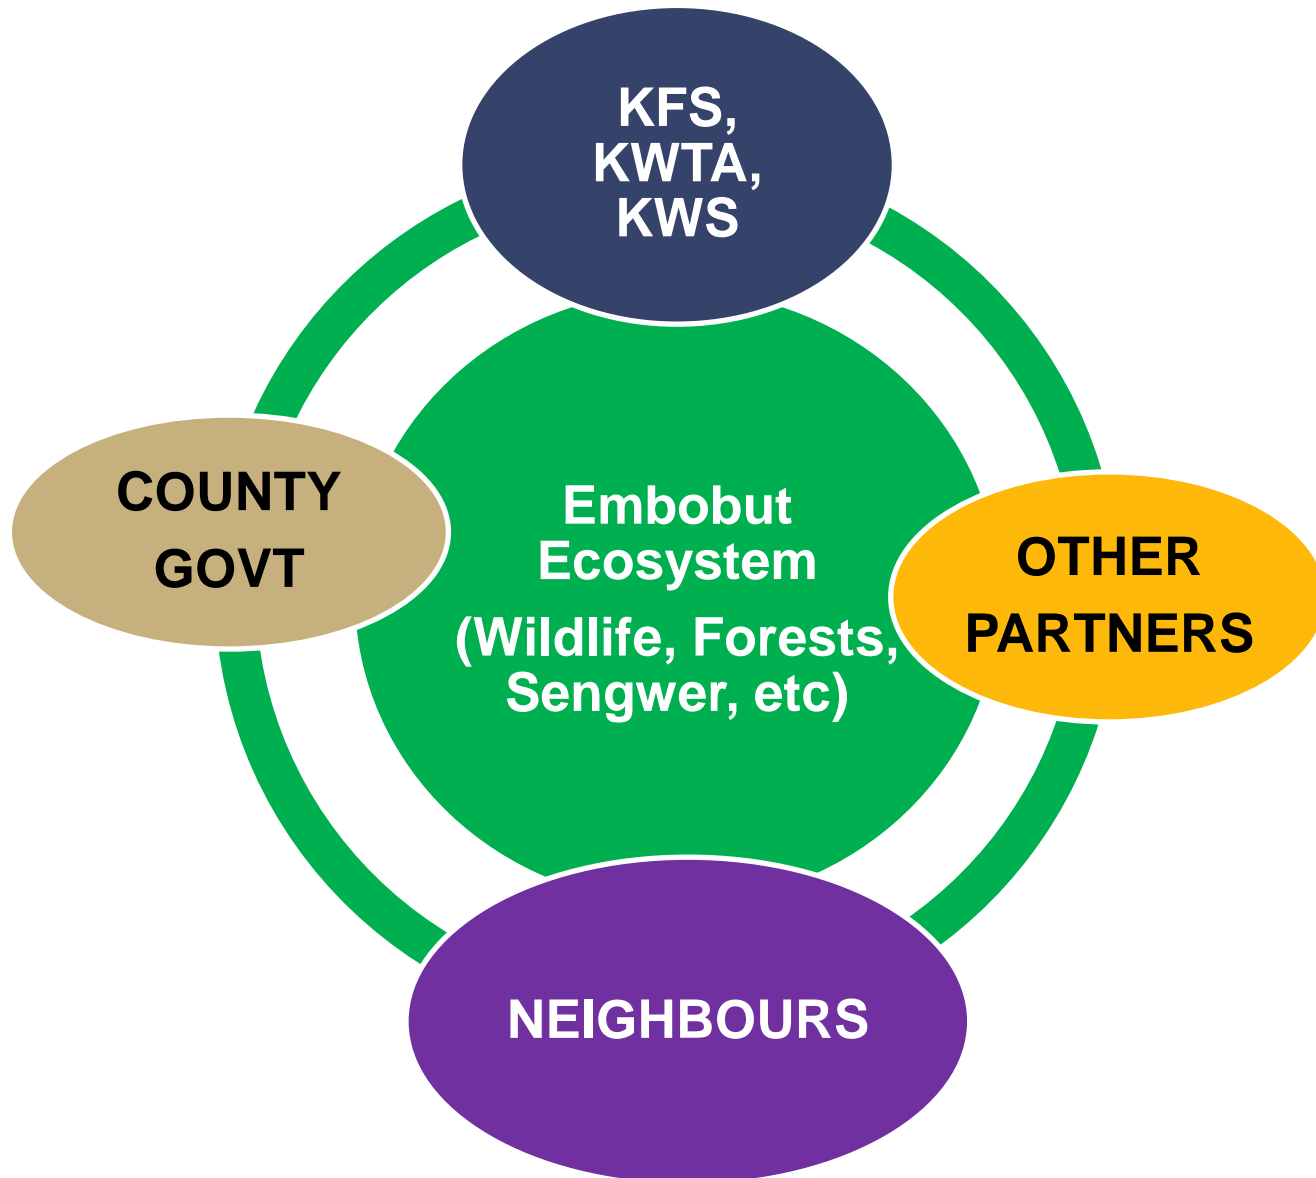 KFS,
KWTA,
KWS
COUNTY
GOVT
Embobut
Ecosystem
(Wildlife, Forests,
Sengwer, etc)
OTHER
PARTNERS
NEIGHBOURS